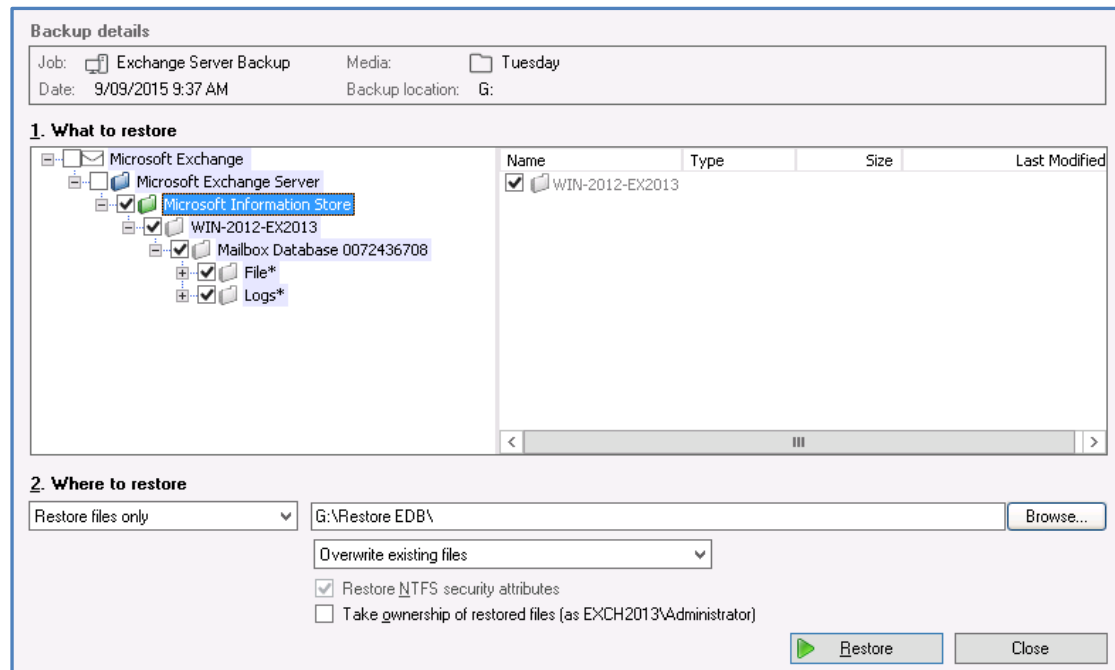 Backup details
Job: Exchange Server Backup Media: Tuesday
Date: 9/09/2015 9:37 AM Backup location: G:
1. What to restore
Microsoft Exchange
Microsoft Exchange Server
Microsoft Information Store
WIN-2012-EX2013
Mailbox Database 0072436708
File*
Logs*
Name Type Size Last Modified
WIN-2012-EX2013
2. Where to restore
Restore files only G:\Restore EDB\ Browse...
Overwrite existing files
Restore NTFS security attributes
Take ownership of restored files (as EXCH2013\Administrator)
Restore Close